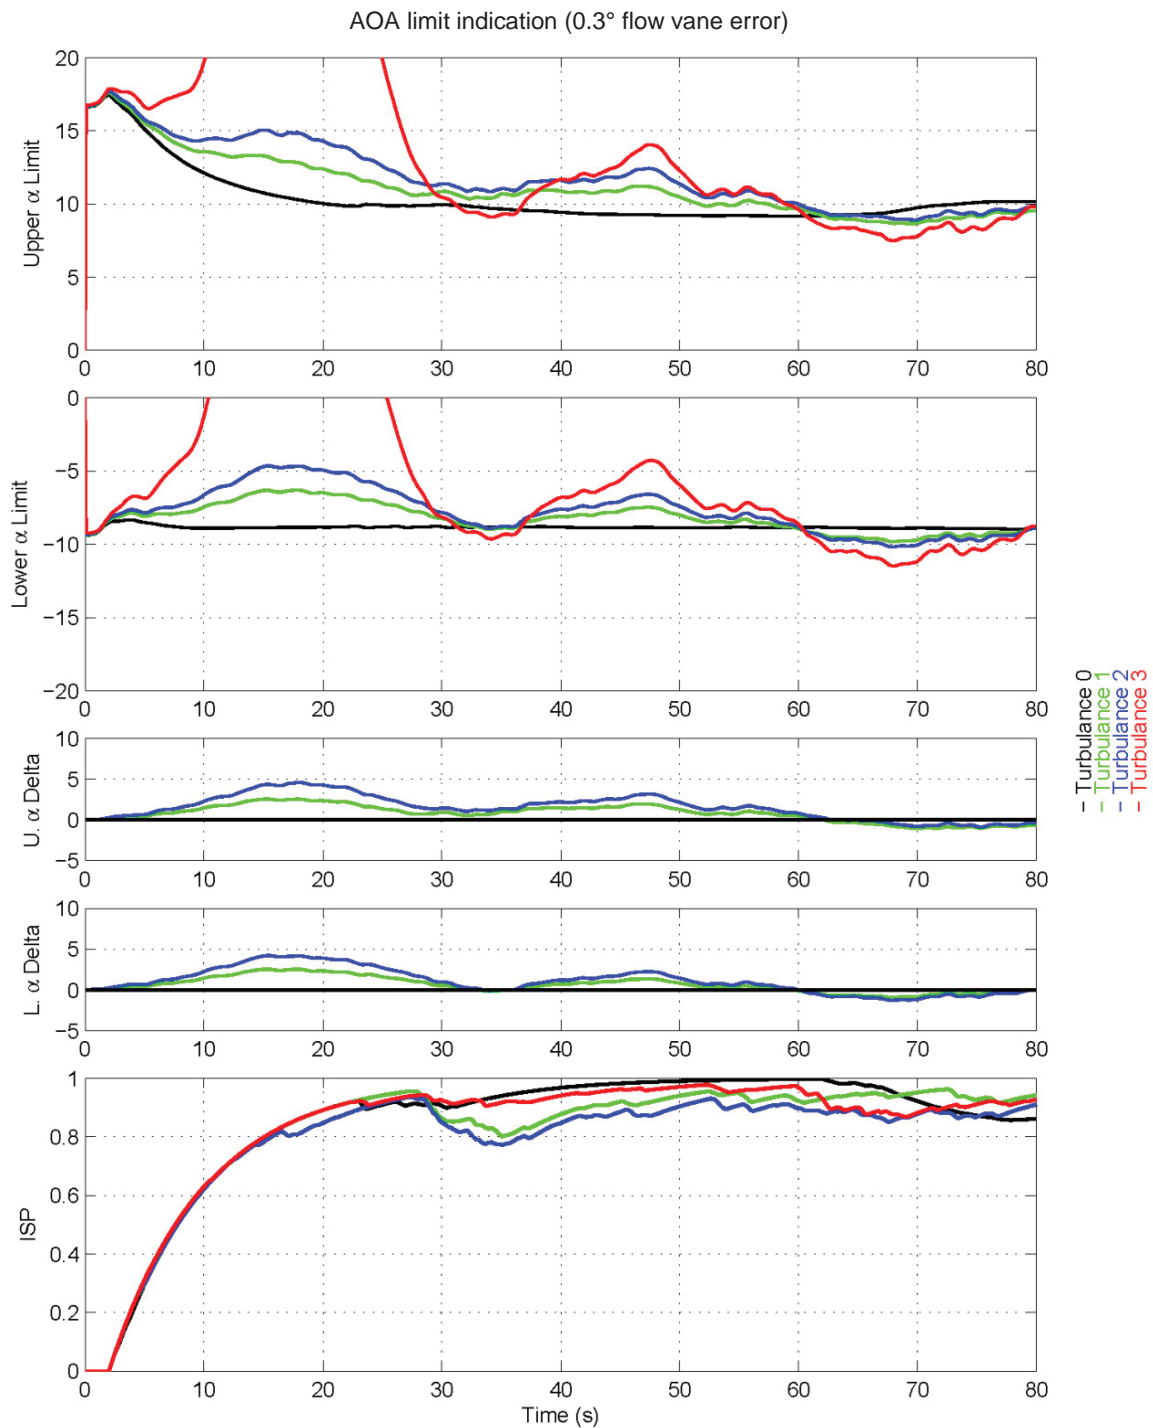 AOA limit indication (0.3° flow vane error)
20
15
10
5
0
Upper α Limit
0 10 20 30 40 50 60 70 80
0
−5
−10
−15
−20
Lower α Limit
0 10 20 30 40 50 60 70 80
10
5
0
−5
U. α Delta
0 10 20 30 40 50 60 70 80
10
5
0
−5
L. α Delta
0 10 20 30 40 50 60 70 80
1
0.8
0.6
0.4
0.2
0
ISP
0 10 20 30 40 50 60 70 80
Time (s)
Turbulance 0
Turbulance 1
Turbulance 2
Turbulance 3